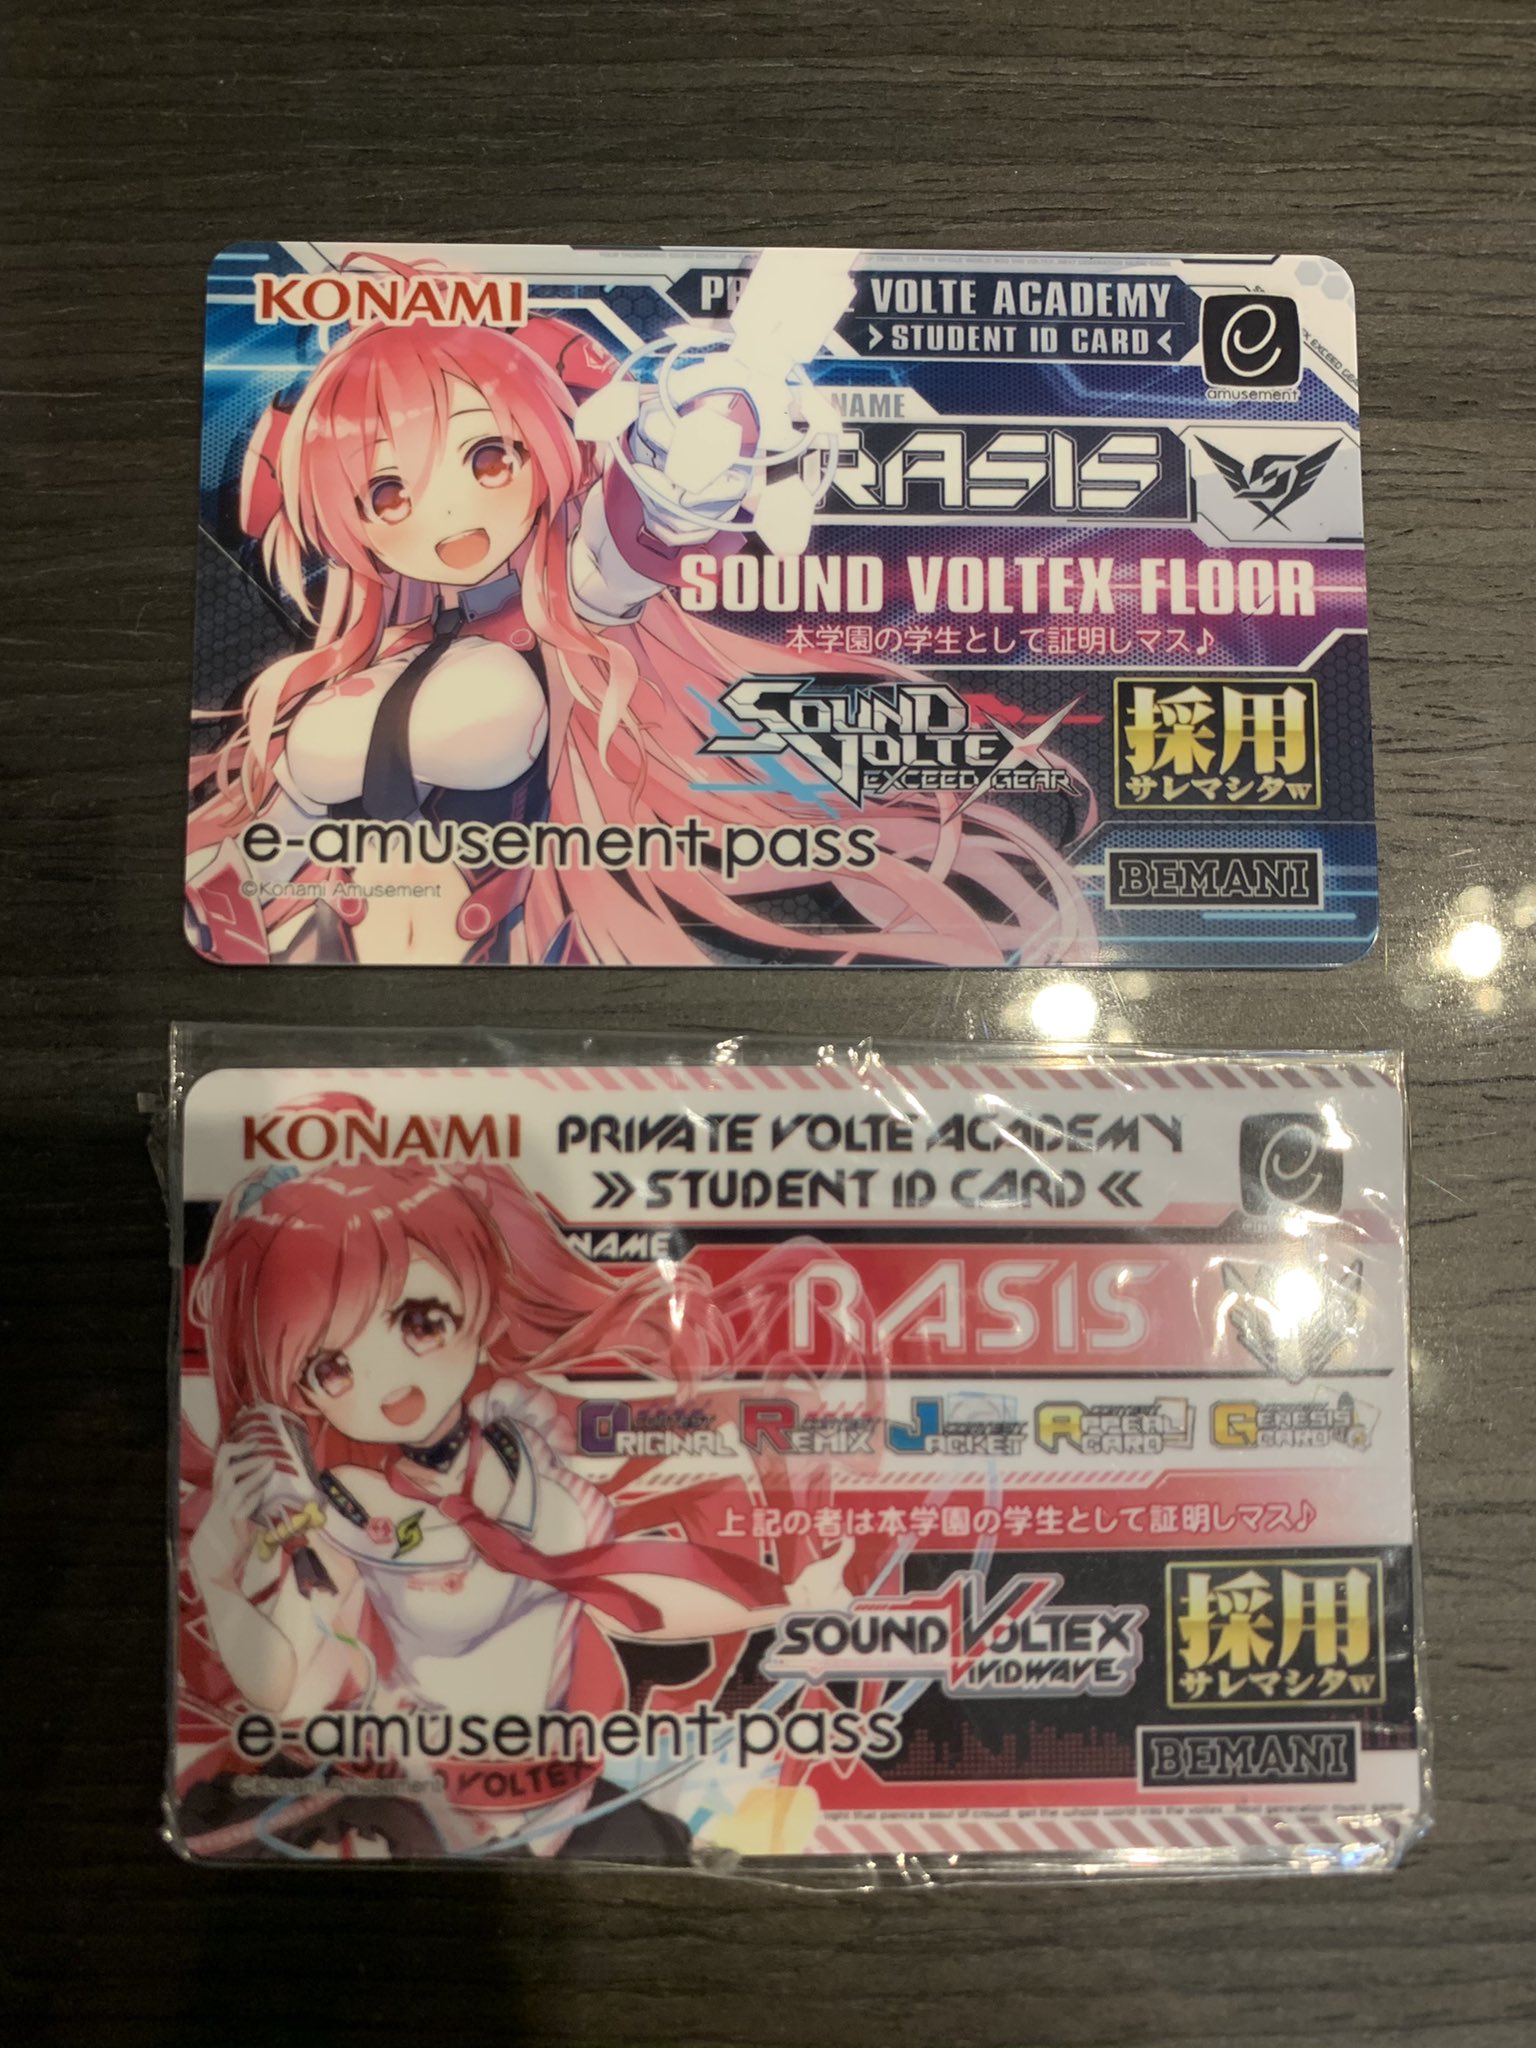 KONAMI
VOLTE ACADEMY
STUDENT ID CARD
amusement
NAME
RASIS
SOUND VOLTEX FLOOR
本学園の学生として証明しマス♪
SOUND VOLTEX
EXCEED GEAR
採用
サレマシタw
e-amusement pass
©Konami Amusement
BEMANI
KONAMI
PRIVATE VOLTE ACADEMY
STUDENT ID CARD
NAME
RASIS
ORIGINAL
REMIX
JACKET
APPEAL CARD
GENESIS CARD
上記の者は本学園の学生として証明しマス♪
SOUND VOLTEX
VIVIDWAVE
採用
サレマシタw
e-amusement pass
©Konami Amusement
VOLTEX
BEMANI